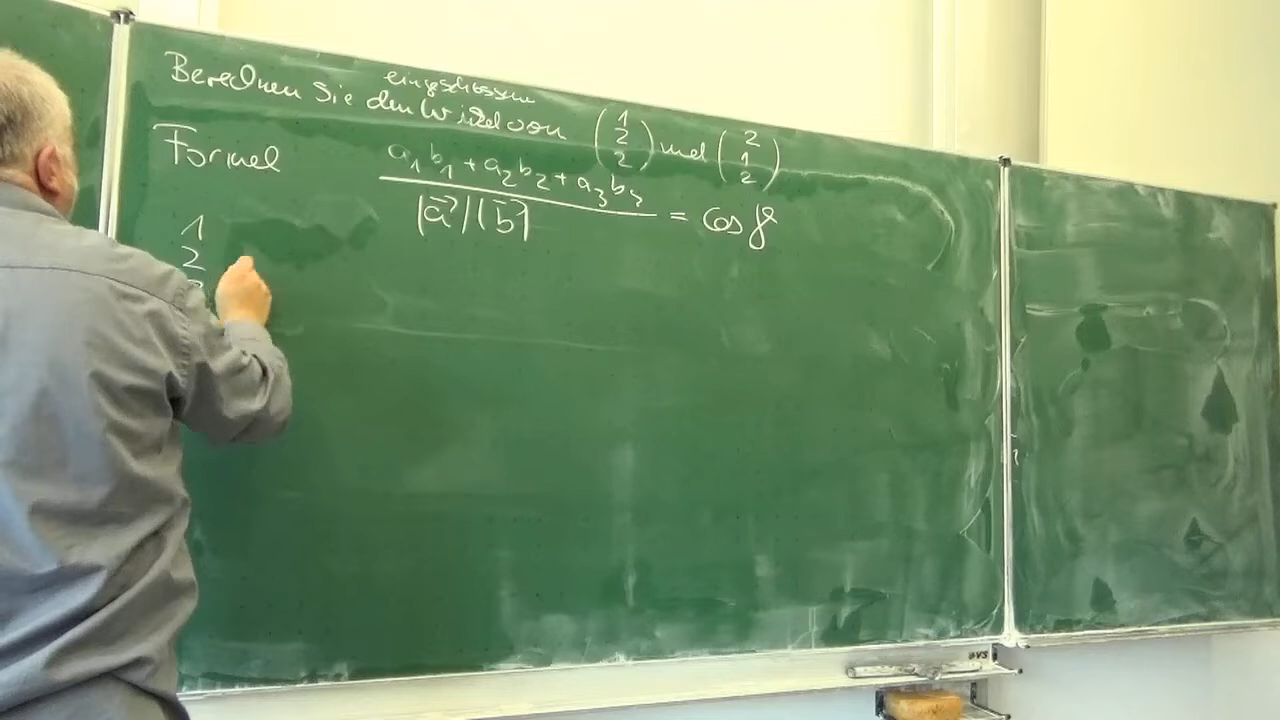 eingeschlossenen
Berechnen Sie den Winkel von (1 2 2) und (2 1 2)
Formel a₁b₁ + a₂b₂ + a₃b₃ / |a⃗||b⃗| = cos γ
1
2